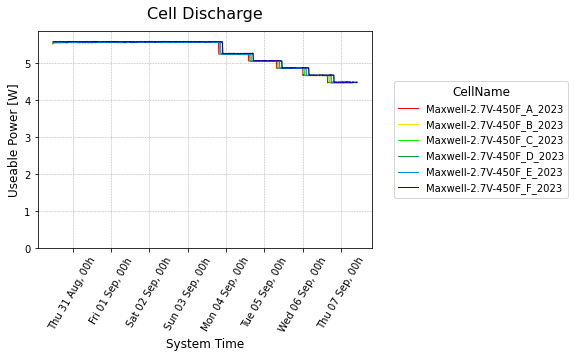 Cell Discharge
Useable Power [W]
5
4
3
2
1
0
Thu 31 Aug, 00h
Fri 01 Sep, 00h
Sat 02 Sep, 00h
Sun 03 Sep, 00h
Mon 04 Sep, 00h
Tue 05 Sep, 00h
Wed 06 Sep, 00h
Thu 07 Sep, 00h
System Time
CellName
Maxwell-2.7V-450F_A_2023
Maxwell-2.7V-450F_B_2023
Maxwell-2.7V-450F_C_2023
Maxwell-2.7V-450F_D_2023
Maxwell-2.7V-450F_E_2023
Maxwell-2.7V-450F_F_2023